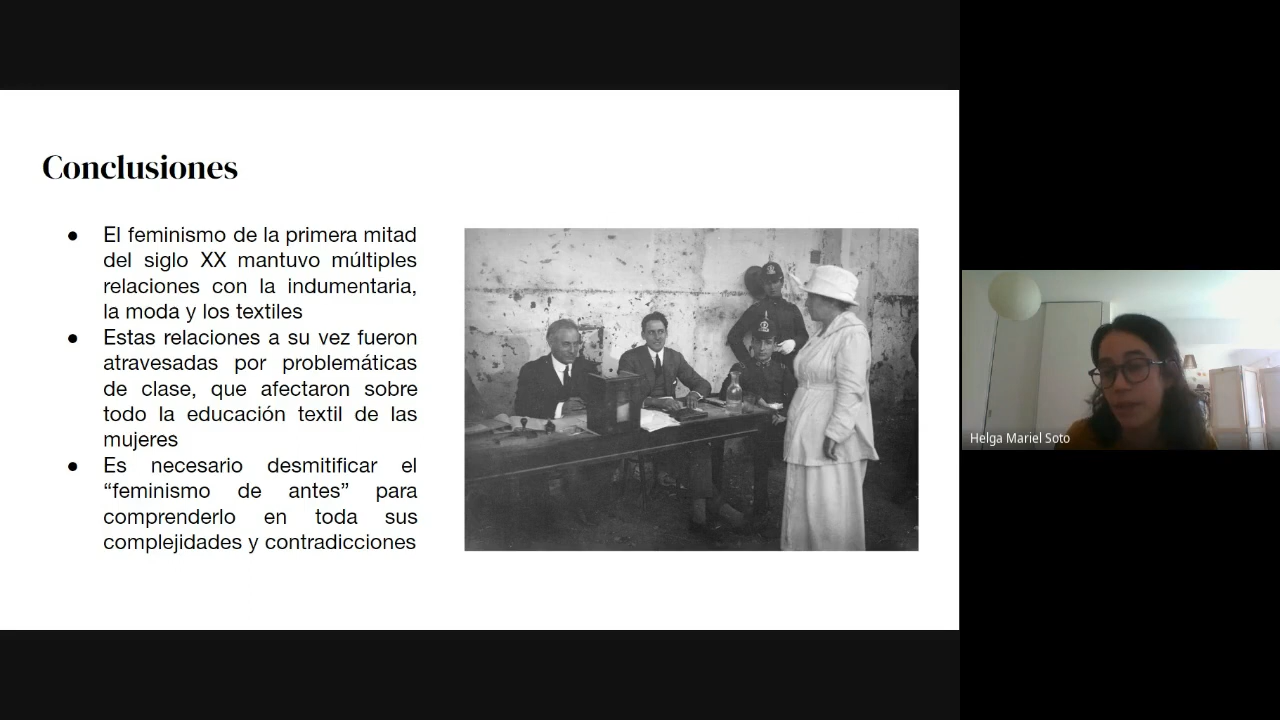 Conclusiones
● El feminismo de la primera mitad
del siglo XX mantuvo múltiples
relaciones con la indumentaria,
la moda y los textiles
● Estas relaciones a su vez fueron
atravesadas por problemáticas
de clase, que afectaron sobre
todo la educación textil de las
mujeres
● Es necesario desmitificar el
“feminismo de antes” para
comprenderlo en toda sus
complejidades y contradicciones
Helga Mariel Soto